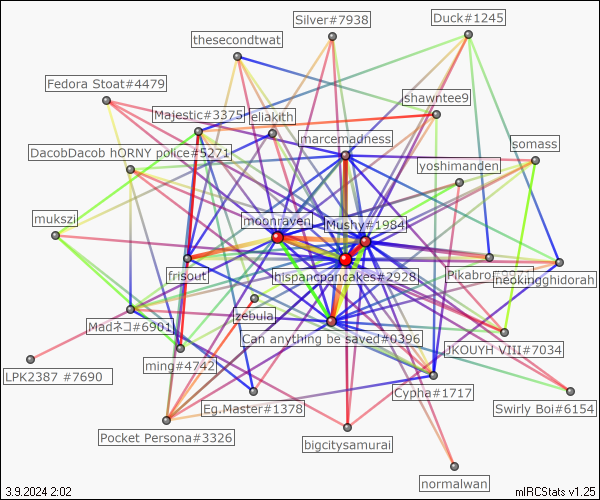 Silver#7938
Duck#1245
thesecondtwat
Fedora Stoat#4479
shawntee9
Majestic#3375
eliakith
marcemadness
somass
DacobDacob hORNY police#5271
yoshimanden
mukszi
moonraven
Mushy#1984
frisout
hispancpancakes#2928
neokingghidorah
zebula
Madネコ#6901
Can anything be saved#0396
JKOUYH VIII#7034
ming#4742
LPK2387 #7690
Cypha#1717
Eg.Master#1378
Swirly Boi#6154
Pocket Persona#3326
bigcitysamurai
normalwan
3.9.2024 2:02
mIRCStats v1.25